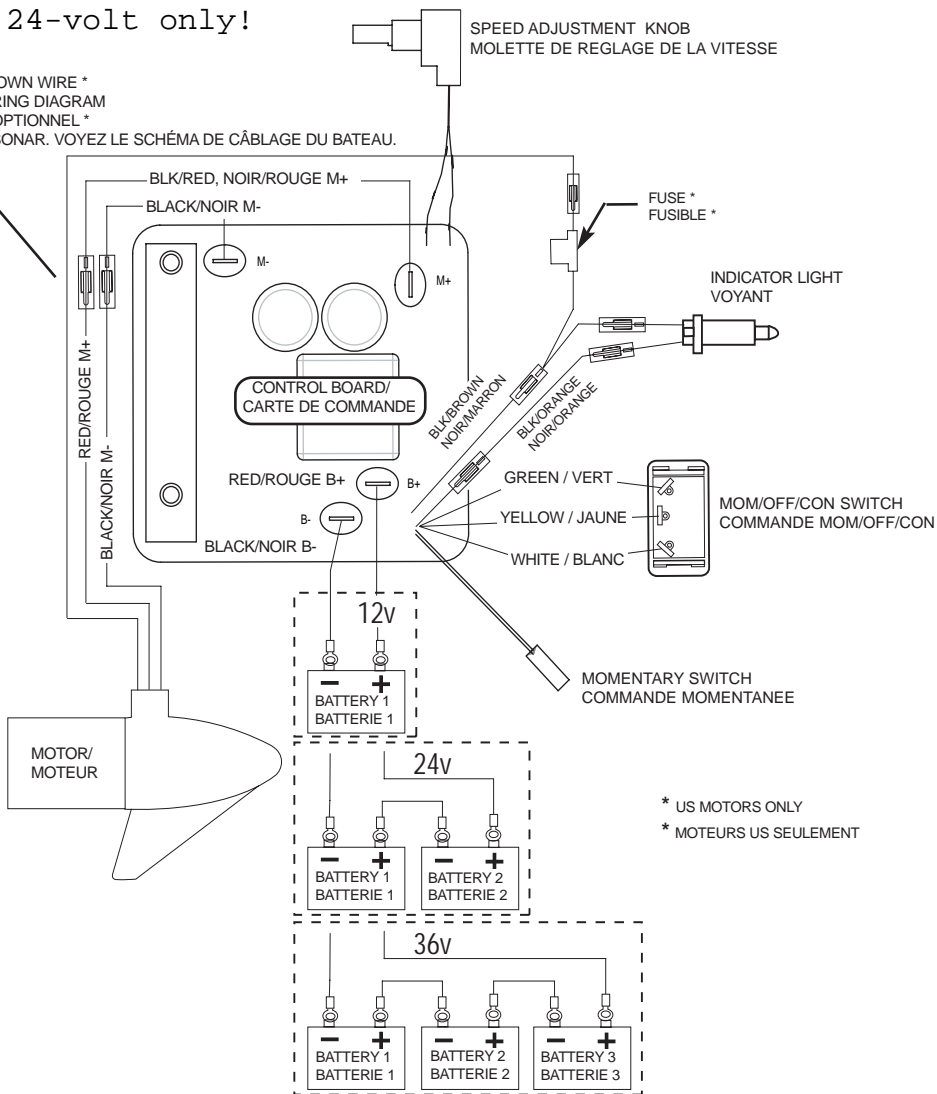 24-volt only!
SPEED ADJUSTMENT KNOB
MOLETTE DE REGLAGE DE LA VITESSE
OWN WIRE *
RING DIAGRAM
OPTIONNEL *
SONAR. VOYEZ LE SCHÉMA DE CÂBLAGE DU BATEAU.
BLK/RED, NOIR/ROUGE M+
BLACK/NOIR M-
FUSE *
FUSIBLE *
M-
M+
INDICATOR LIGHT
VOYANT
RED/ROUGE M+
BLACK/NOIR M-
CONTROL BOARD/
CARTE DE COMMANDE
BLK/BROWN
NOIR/MARRON
BLK/ORANGE
NOIR/ORANGE
RED/ROUGE B+
B+
B-
BLACK/NOIR B-
GREEN / VERT
YELLOW / JAUNE
WHITE / BLANC
MOM/OFF/CON SWITCH
COMMANDE MOM/OFF/CON
MOMENTARY SWITCH
COMMANDE MOMENTANEE
12v
- +
BATTERY 1
BATTERIE 1
MOTOR/
MOTEUR
24v
- + - +
BATTERY 1
BATTERIE 1
BATTERY 2
BATTERIE 2
* US MOTORS ONLY
* MOTEURS US SEULEMENT
36v
- + - + - +
BATTERY 1
BATTERIE 1
BATTERY 2
BATTERIE 2
BATTERY 3
BATTERIE 3